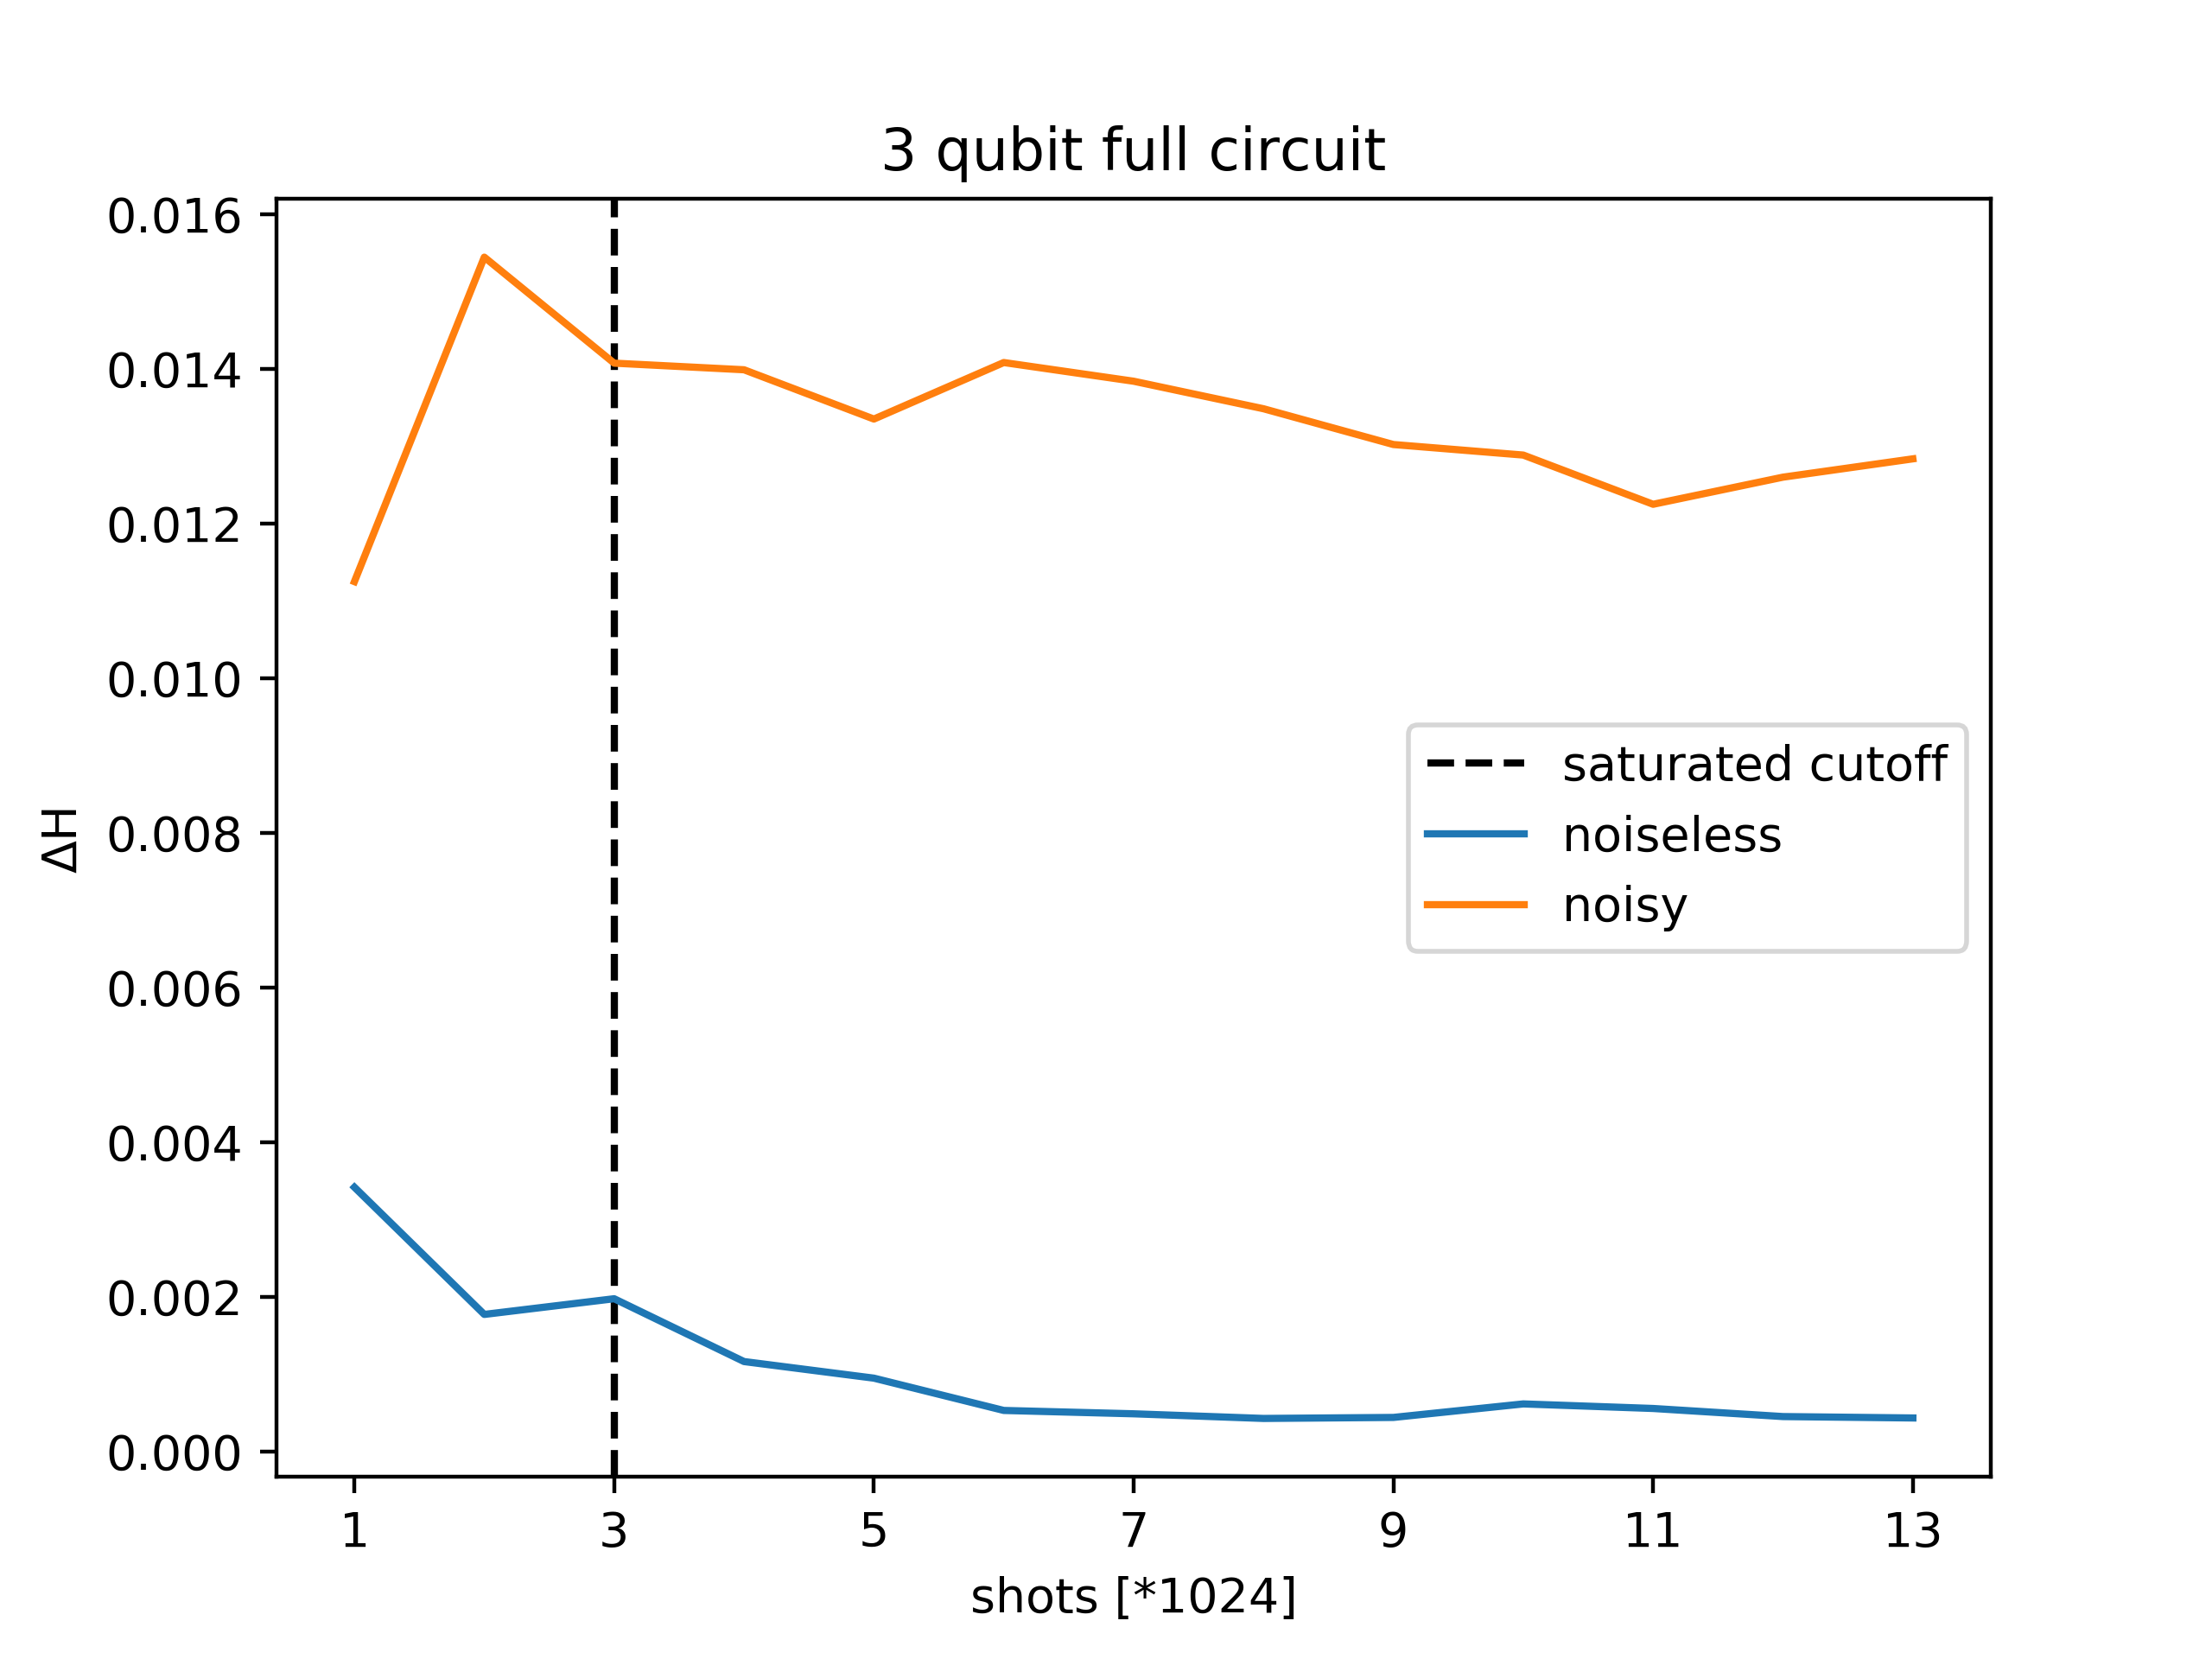 3 qubit full circuit
0.016
0.014
0.012
0.010
0.008
0.006
0.004
0.002
0.000
ΔH
saturated cutoff
noiseless
noisy
1 3 5 7 9 11 13
shots [*1024]